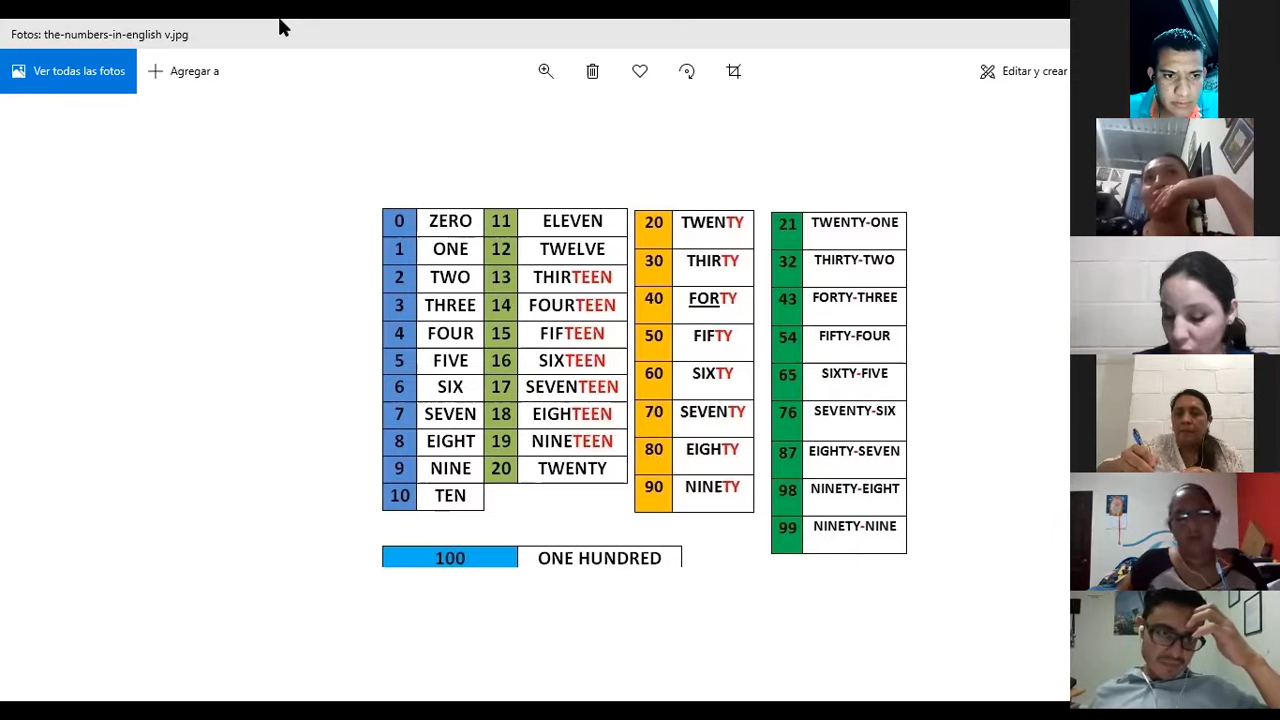 Fotos: the-numbers-in-english v.jpg
Ver todas las fotos
Agregar a
Editar y crear
0 ZERO 11 ELEVEN
1 ONE 12 TWELVE
2 TWO 13 THIRTEEN
3 THREE 14 FOURTEEN
4 FOUR 15 FIFTEEN
5 FIVE 16 SIXTEEN
6 SIX 17 SEVENTEEN
7 SEVEN 18 EIGHTEEN
8 EIGHT 19 NINETEEN
9 NINE 20 TWENTY
10 TEN
20 TWENTY
30 THIRTY
40 FORTY
50 FIFTY
60 SIXTY
70 SEVENTY
80 EIGHTY
90 NINETY
21 TWENTY-ONE
32 THIRTY-TWO
43 FORTY-THREE
54 FIFTY-FOUR
65 SIXTY-FIVE
76 SEVENTY-SIX
87 EIGHTY-SEVEN
98 NINETY-EIGHT
99 NINETY-NINE
100 ONE HUNDRED